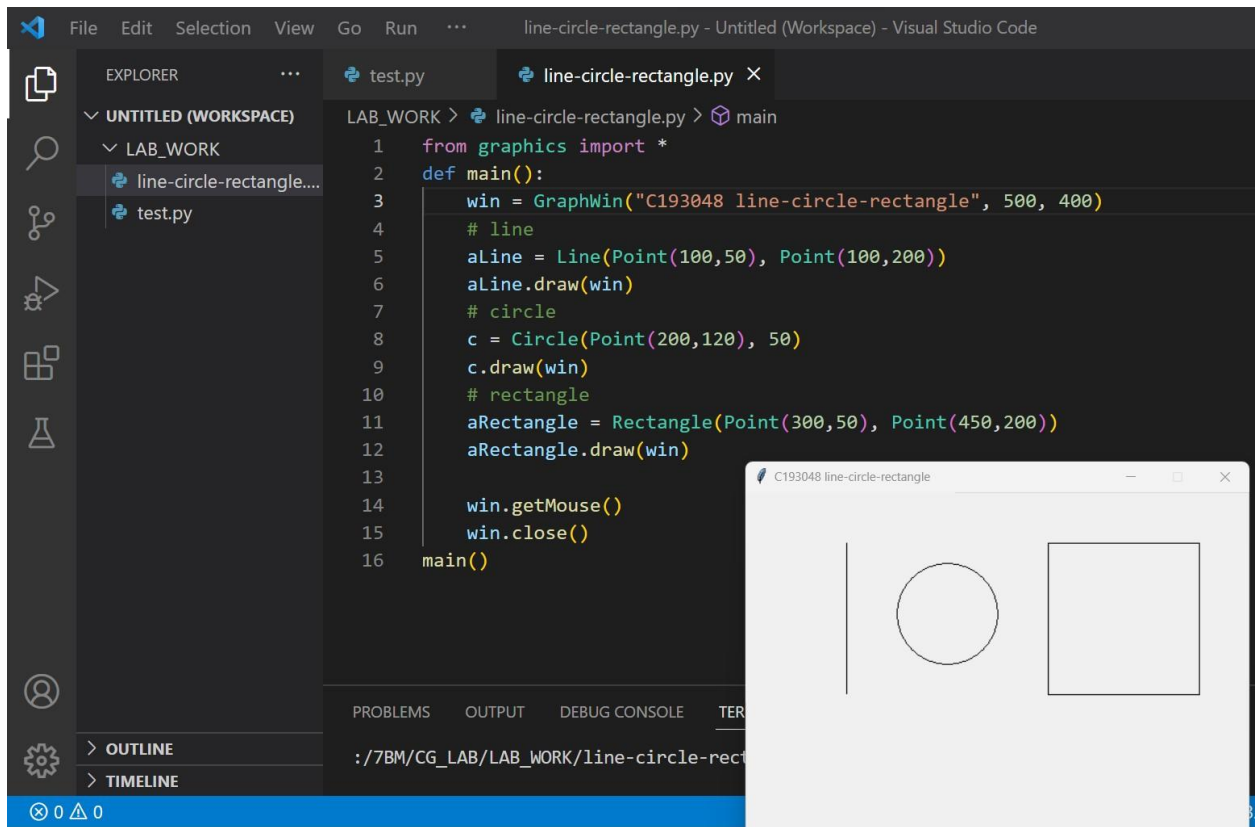 File Edit Selection View Go Run ··· line-circle-rectangle.py - Untitled (Workspace) - Visual Studio Code
EXPLORER ···
UNTITLED (WORKSPACE)
LAB_WORK
line-circle-rectangle....
test.py
OUTLINE
TIMELINE
test.py line-circle-rectangle.py
LAB_WORK > line-circle-rectangle.py > main
1 from graphics import *
2 def main():
3     win = GraphWin("C193048 line-circle-rectangle", 500, 400)
4     # line
5     aLine = Line(Point(100,50), Point(100,200))
6     aLine.draw(win)
7     # circle
8     c = Circle(Point(200,120), 50)
9     c.draw(win)
10     # rectangle
11     aRectangle = Rectangle(Point(300,50), Point(450,200))
12     aRectangle.draw(win)
13
14     win.getMouse()
15     win.close()
16 main()
PROBLEMS OUTPUT DEBUG CONSOLE TER
:/7BM/CG_LAB/LAB_WORK/line-circle-rect
C193048 line-circle-rectangle
0 0